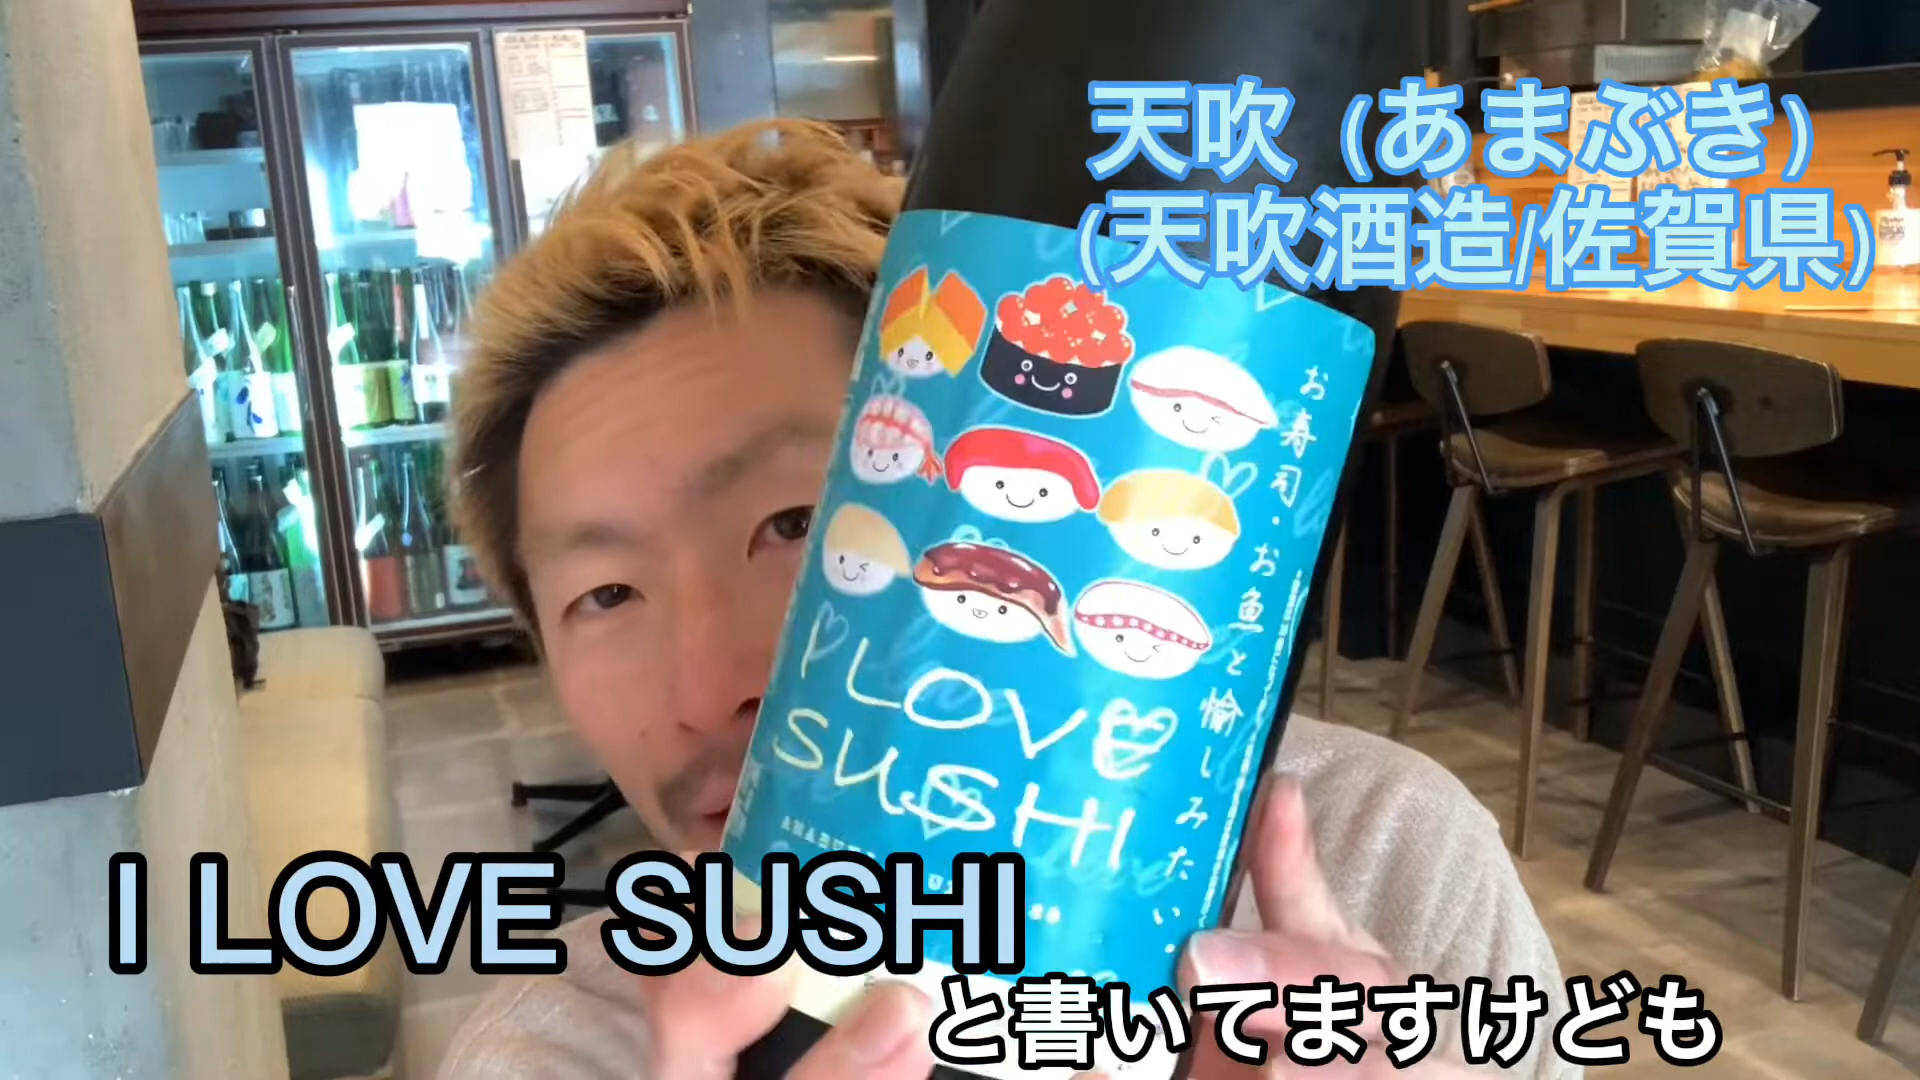 天吹（あまぶき）
(天吹酒造/佐賀県)
お寿司・お魚と愉しみたい。
I LOVE
SUSHI
I LOVE SUSHI
と書いてますけども